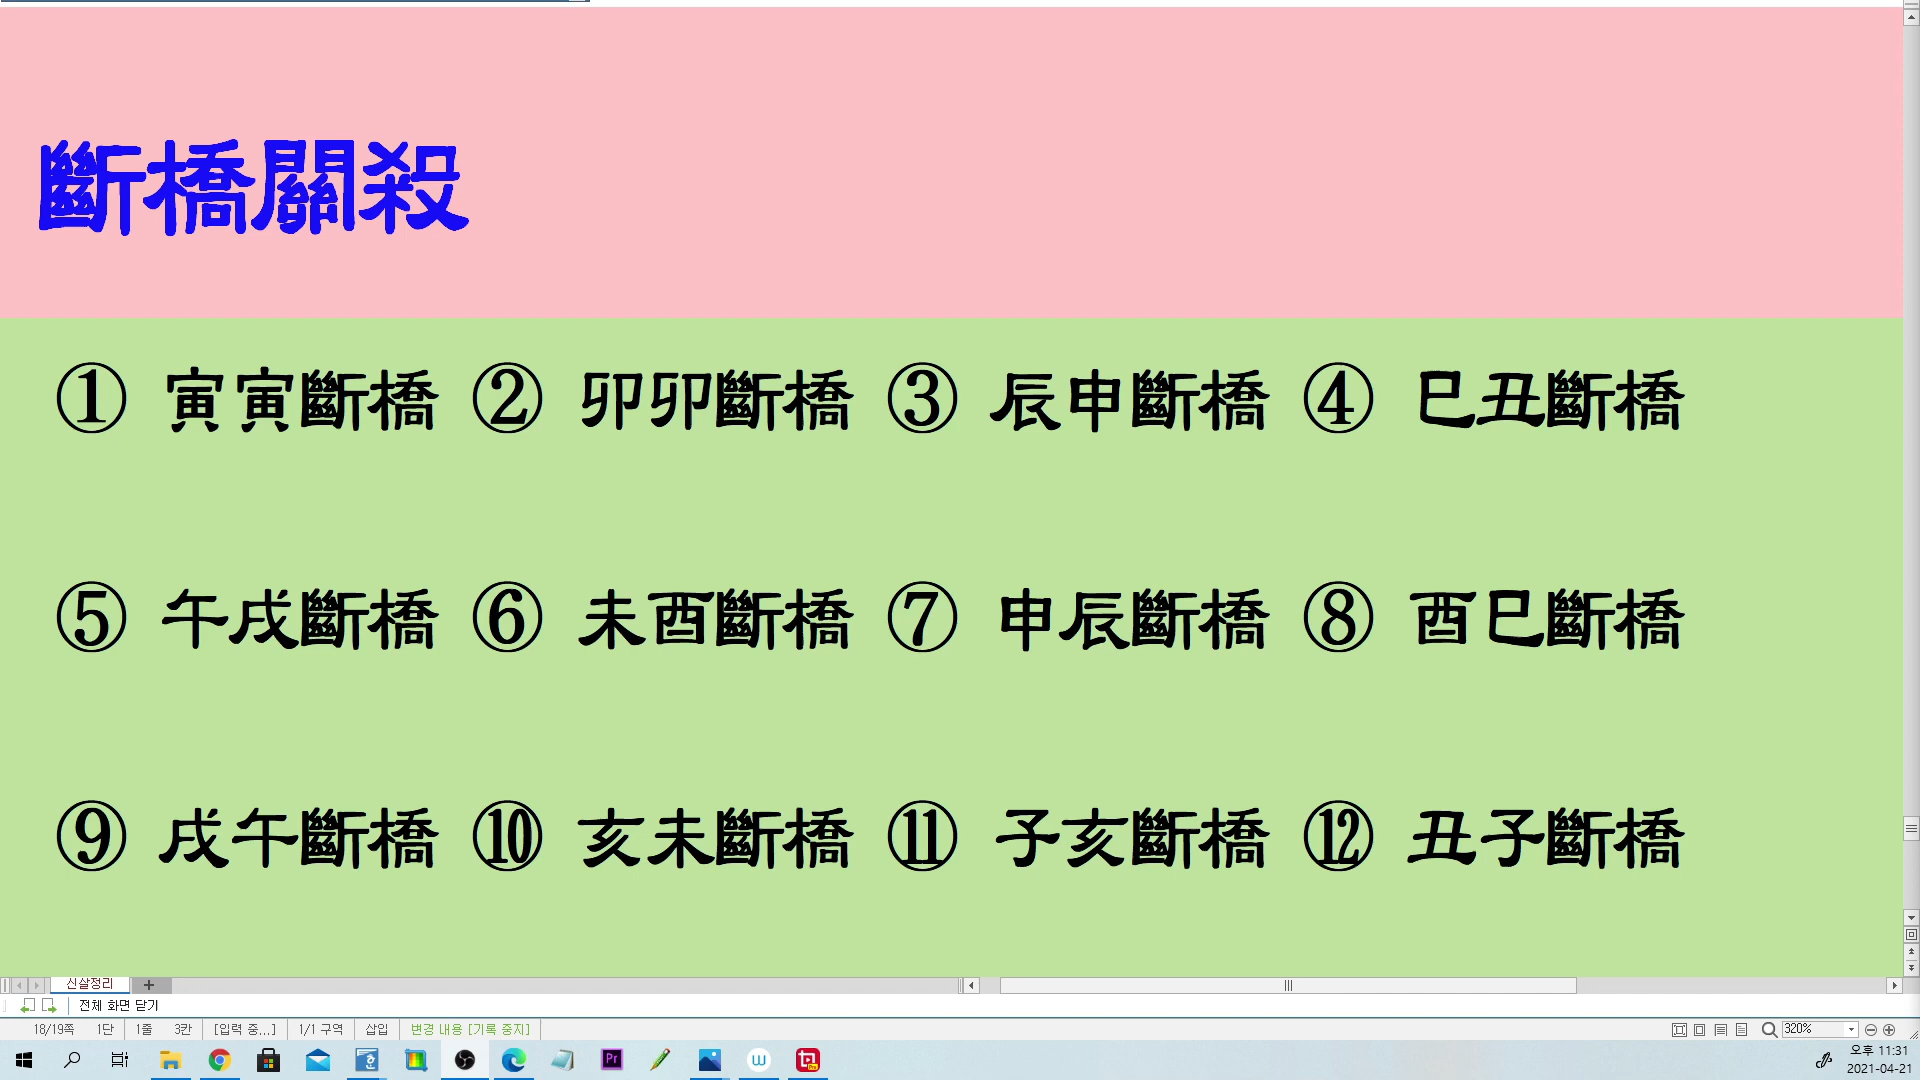 斷橋關殺
① 寅寅斷橋 ② 卯卯斷橋 ③ 辰申斷橋 ④ 巳丑斷橋
⑤ 午戌斷橋 ⑥ 未酉斷橋 ⑦ 申辰斷橋 ⑧ 酉巳斷橋
⑨ 戌午斷橋 ⑩ 亥未斷橋 ⑪ 子亥斷橋 ⑫ 丑子斷橋
신살정리
전체 화면 닫기
18/19쪽 1단 1줄 3칸 [입력 중...] 1/1 구역 삽입 변경 내용 [기록 중지] 320%
오후 11:31
2021-04-21